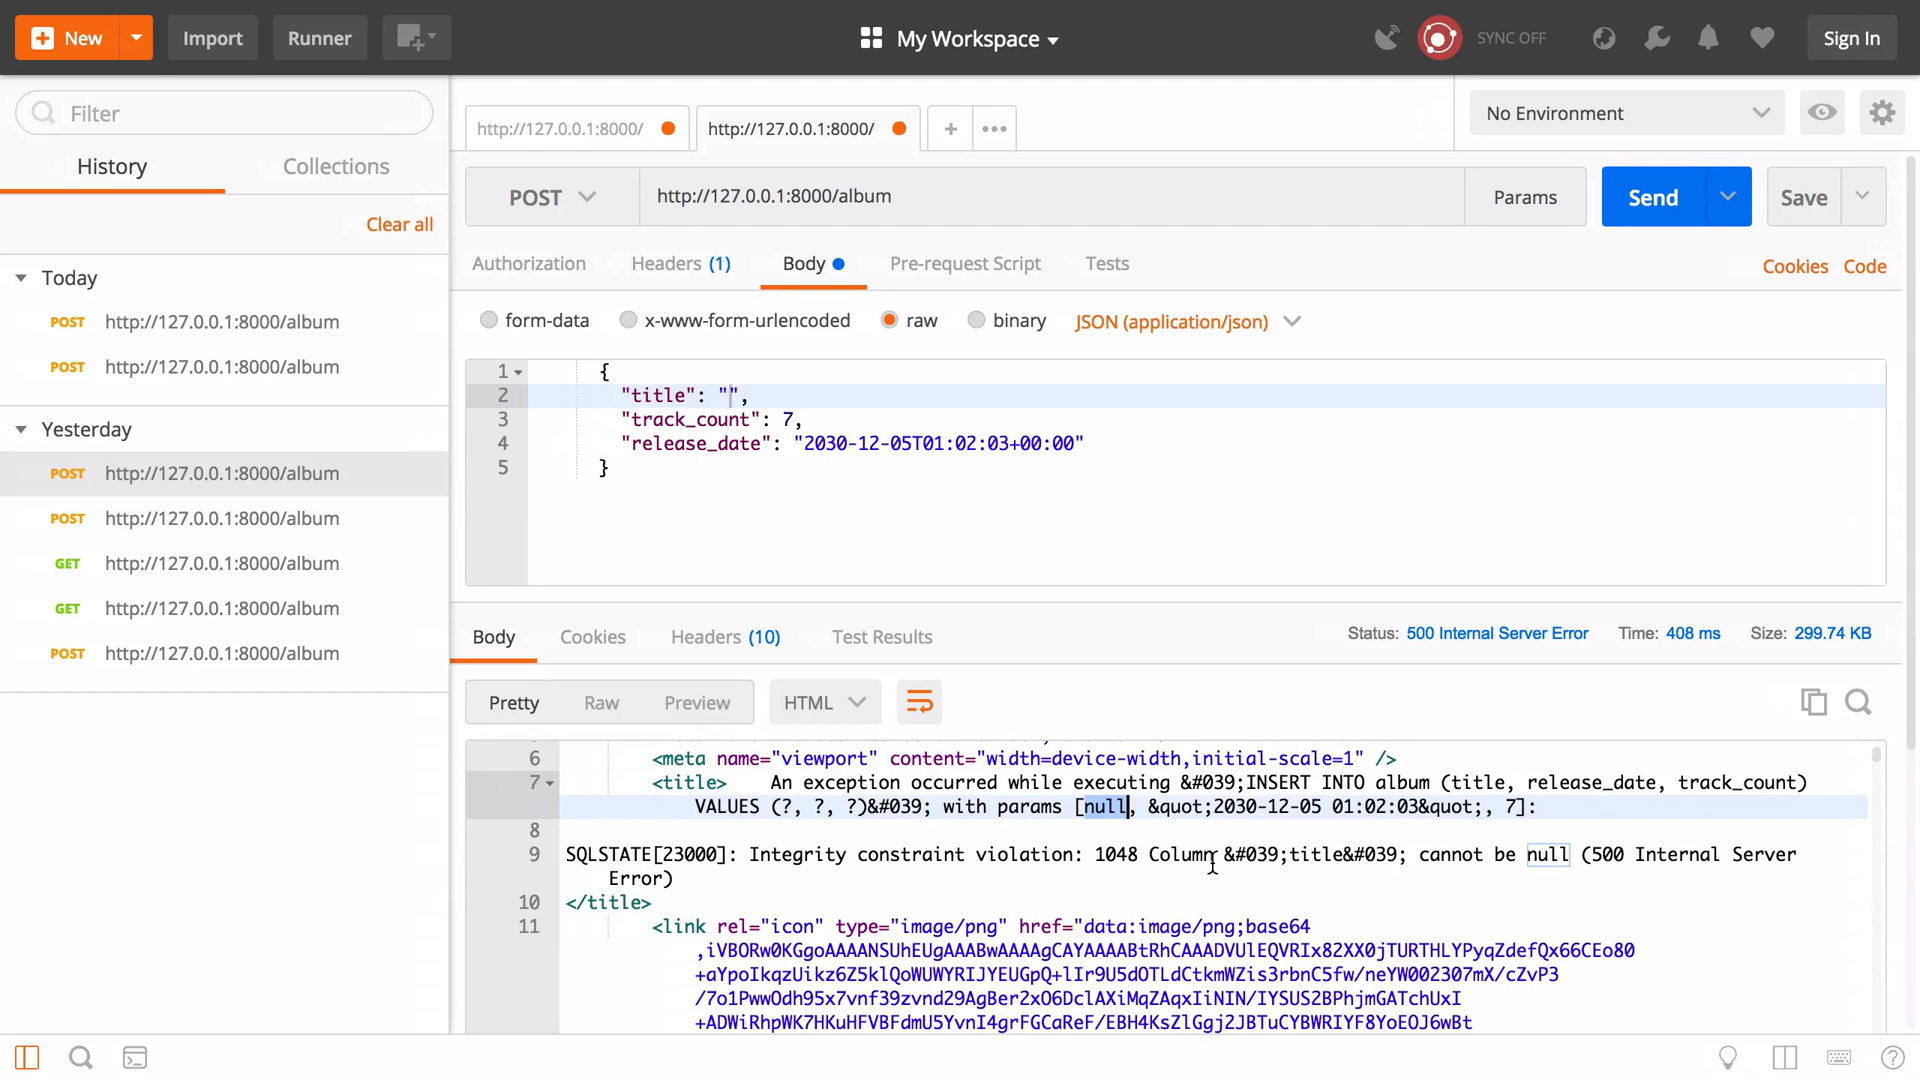 New
Import
Runner
My Workspace
SYNC OFF
Sign In
Filter
http://127.0.0.1:8000/
http://127.0.0.1:8000/
No Environment
History
Collections
POST
http://127.0.0.1:8000/album
Params
Send
Save
Clear all
Authorization
Headers (1)
Body
Pre-request Script
Tests
Cookies
Code
Today
POST http://127.0.0.1:8000/album
POST http://127.0.0.1:8000/album
form-data
x-www-form-urlencoded
raw
binary
JSON (application/json)
1 {
2 "title": "",
3 "track_count": 7,
4 "release_date": "2030-12-05T01:02:03+00:00"
5 }
Yesterday
POST http://127.0.0.1:8000/album
POST http://127.0.0.1:8000/album
GET http://127.0.0.1:8000/album
GET http://127.0.0.1:8000/album
POST http://127.0.0.1:8000/album
Body
Cookies
Headers (10)
Test Results
Status: 500 Internal Server Error
Time: 408 ms
Size: 299.74 KB
Pretty
Raw
Preview
HTML
6 <meta name="viewport" content="width=device-width,initial-scale=1" />
7 <title> An exception occurred while executing &#039;INSERT INTO album (title, release_date, track_count)
VALUES (?, ?, ?)&#039; with params [null, &quot;2030-12-05 01:02:03&quot;, 7]:
8
9 SQLSTATE[23000]: Integrity constraint violation: 1048 Column &#039;title&#039; cannot be null (500 Internal Server
Error)
10 </title>
11 <link rel="icon" type="image/png" href="data:image/png;base64
,iVBORw0KGgoAAAANSUhEUgAAABwAAAAgCAYAAAABtRhCAAADVUlEQVRIx82XX0jTURTHLYPyqZdefQx66CEo80
+aYpoIkqzUikz6Z5klQoWUWYRIJYEUGpQ+lIr9U5dOTLdCtkmWZis3rbnC5fw/neYW002307mX/cZvP3
/7o1PwwOdh95x7vnf39zvnd29AgBer2xO6DclAXiMqZAqxIiNIN/IYSUS2BPhjmGATchUxI
+ADWiRhpWK7HKuHFVBFdmU5YvnI4grFGCaReF/EBH4KsZlGgj2JBTuCYBWRIYF8YoEOJ6wBt